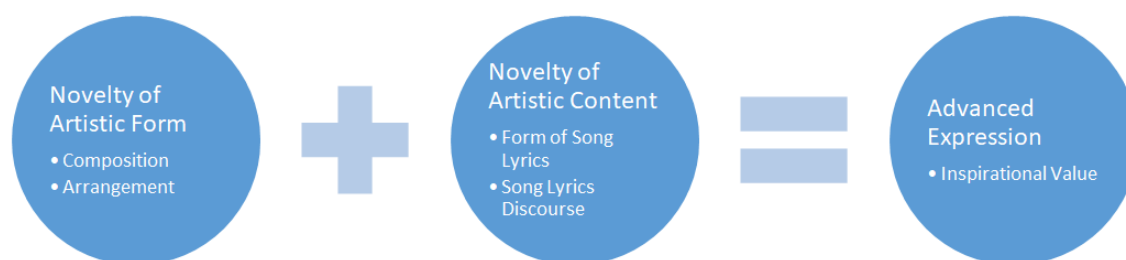 Novelty of
Artistic Form
• Composition
• Arrangement
Novelty of
Artistic Content
• Form of Song
Lyrics
• Song Lyrics
Discourse
Advanced
Expression
• Inspirational Value